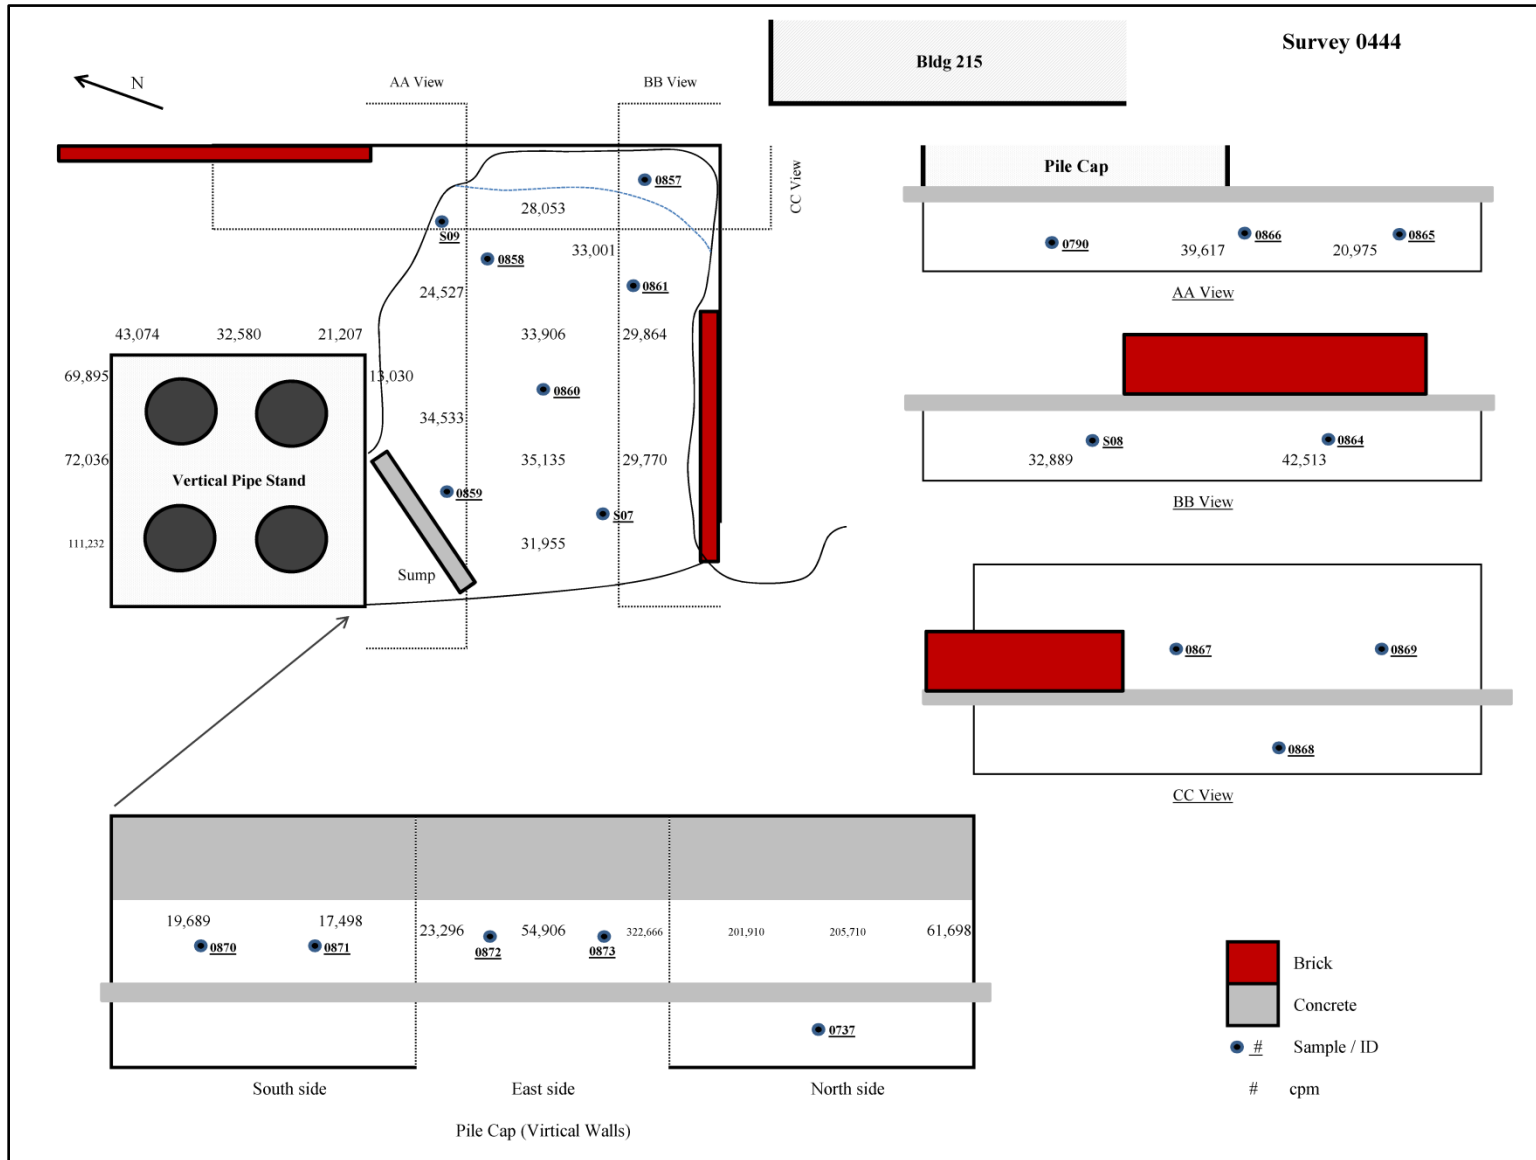 Survey 0444
Bldg 215
N
AA View
BB View
CC View
0857
28,053
S09
33,001
0858
24,527
0861
43,074 32,580 21,207
33,906 29,864
69,895 13,030
0860
34,533
72,036
35,135 29,770
Vertical Pipe Stand
0859
S07
111,232
31,955
Sump
Pile Cap
0790 0866 0865
39,617 20,975
AA View
S08 0864
32,889 42,513
BB View
0867 0869
0868
CC View
19,689 17,498
23,296 54,906 322,666 201,910 205,710 61,698
0870 0871 0872 0873
0737
South side East side North side
Pile Cap (Virtical Walls)
Brick
Concrete
# Sample / ID
# cpm